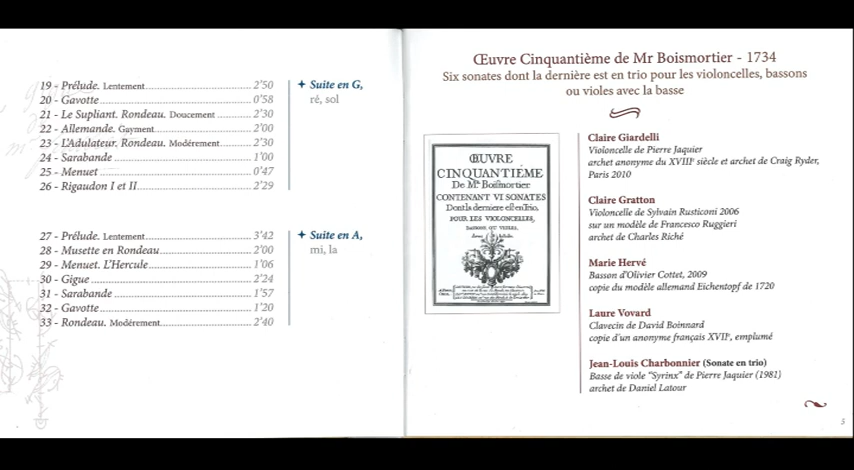 19 - Prélude. Lentement 2’50
20 - Gavotte 0’58
21 - Le Supliant. Rondeau. Doucement 2’30
22 - Allemande. Gayment 2’00
23 - L’Adulateur. Rondeau. Modérement 2’30
24 - Sarabande 1’00
25 - Menuet 0’47
26 - Rigaudon I et II 2’29
Suite en G,
ré, sol
27 - Prélude. Lentement 3’42
28 - Musette en Rondeau 2’00
29 - Menuet. L’Hercule 1’06
30 - Gigue 2’24
31 - Sarabande 1’57
32 - Gavotte 1’20
33 - Rondeau. Modérement 2’40
Suite en A,
mi, la
Œuvre Cinquantième de Mr Boismortier - 1734
Six sonates dont la dernière est en trio pour les violoncelles, bassons
ou violes avec la basse
ŒUVRE
CINQUANTIÉME
De Mr. Boismortier
CONTENANT VI SONATES
Dont la derniere est en Trio,
POUR LES VIOLONCELLES,
BASSONS OU VIOLES,
Claire Giardelli
Violoncelle de Pierre Jaquier
archet anonyme du XVIIIe siècle et archet de Craig Ryder,
Paris 2010
Claire Gratton
Violoncelle de Sylvain Rusticoni 2006
sur un modèle de Francesco Ruggieri
archet de Charles Riché
Marie Hervé
Basson d’Olivier Cottet, 2009
copie du modèle allemand Eichentopf de 1720
Laure Vovard
Clavecin de David Boinnard
copie d’un anonyme français XVIIe, emplumé
Jean-Louis Charbonnier (Sonate en trio)
Basse de viole “Syrinx” de Pierre Jaquier (1981)
archet de Daniel Latour
5